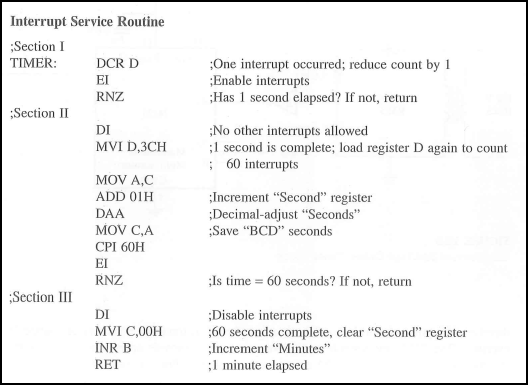 Interrupt Service Routine
;Section I
TIMER: DCR D ;One interrupt occurred; reduce count by 1
EI ;Enable interrupts
RNZ ;Has 1 second elapsed? If not, return
;Section II
DI ;No other interrupts allowed
MVI D,3CH ;1 second is complete; load register D again to count
; 60 interrupts
MOV A,C
ADD 01H ;Increment “Second” register
DAA ;Decimal-adjust “Seconds”
MOV C,A ;Save “BCD” seconds
CPI 60H
EI
RNZ ;Is time = 60 seconds? If not, return
;Section III
DI ;Disable interrupts
MVI C,00H ;60 seconds complete, clear “Second” register
INR B ;Increment “Minutes”
RET ;1 minute elapsed